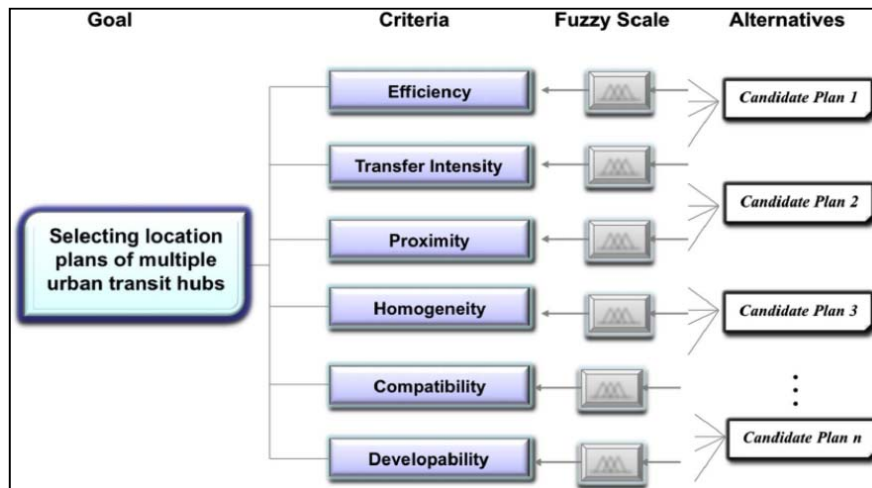 Goal Criteria Fuzzy Scale Alternatives
Efficiency
Candidate Plan 1
Transfer Intensity
Candidate Plan 2
Selecting location
plans of multiple
urban transit hubs
Proximity
Homogeneity
Candidate Plan 3
Compatibility
Candidate Plan n
Developability